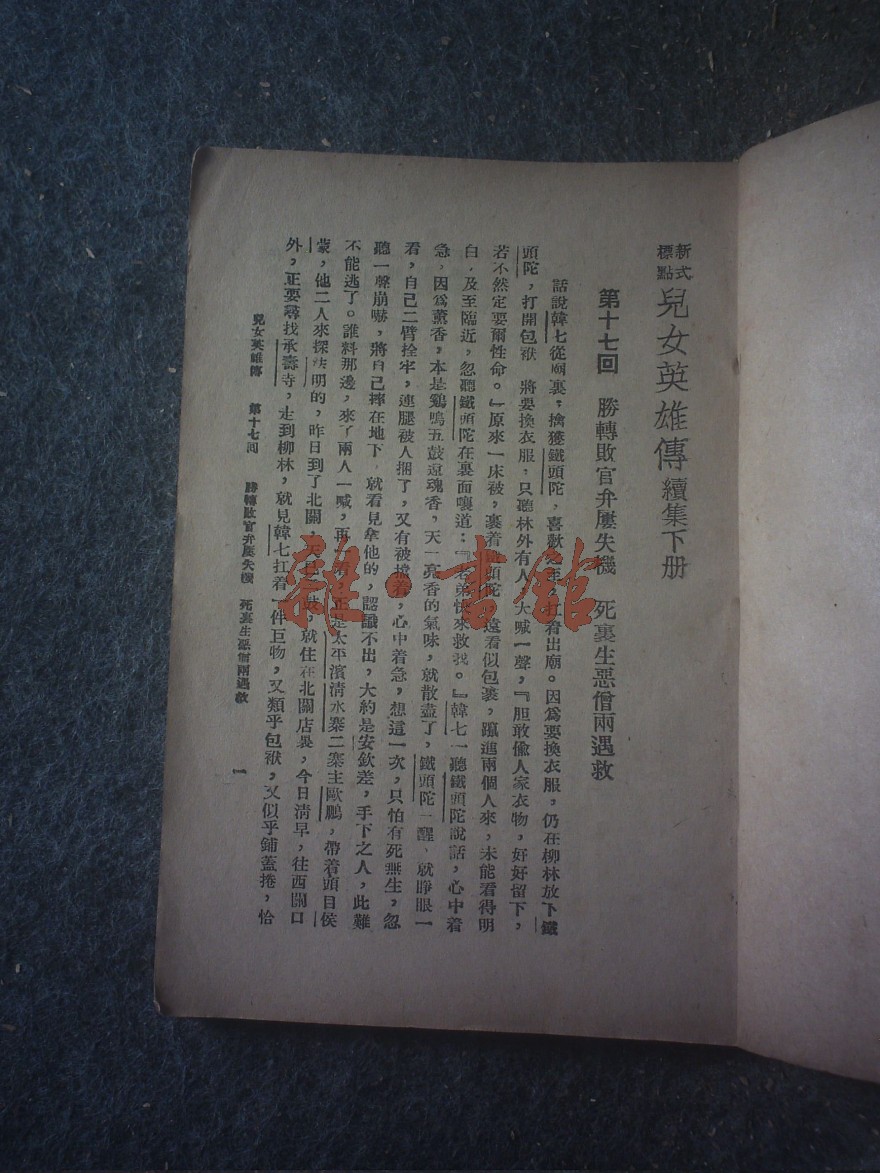 新式標點 兒女英雄傳續集下册
第十七回 勝轉敗官弁屢失機 死裏生惡僧兩遇救
話說韓七從廟裏，擒獲鐵頭陀，喜歡之至，扛着出廟。因爲要換衣服，仍在柳林放下鐵
頭陀，打開包袱，將要換衣服，只聽林外有人，大喊一聲，『胆敢偷人家衣物，好好留下，
若不然定要爾性命。』原來一床被，裹着鐵頭陀，遠看似包裹，躡進兩個人來，未能看得明
白，及至臨近，忽聽鐵頭陀在裏面嚷道：『老弟快來救我。』韓七一聽鐵頭陀說話，心中着
急，因爲薰香，本是鷄鳴五鼓還魂香，天一亮香的氣味，就散盡了，鐵頭陀一醒，就睜眼一
看，自己二臂拴牢，連腿被人捆了，又有被擋着，心中着急，想這一次，只怕有死無生，忽
聽一聲崩嚇，將自己摔在地下，就看見拿他的，認識不出，大約是安欽差，手下之人，此難
不能逃了。誰料那邊，來了兩人一喊，再一看，正是太平濱清水寨二寨主歐鵬，帶着頭目侯
蒙，他二人來探法明的，昨日到了北關，天已鼓，就住在北關店裏，今日清早，往西關口
外，正要尋找承壽寺，走到柳林，就見韓七扛着一件巨物，又類乎包袱，又似乎鋪蓋捲，恰
兒女英雄傳 第十七回 勝轉敗官弁屢失機 死裏生惡僧兩遇救 一
雜·書館